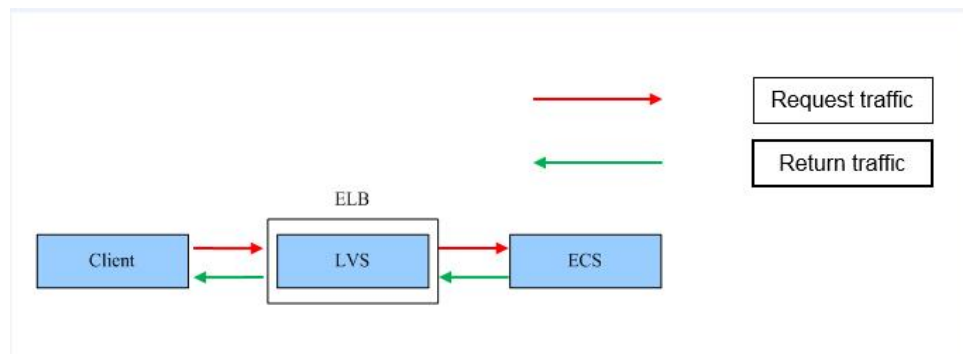 Request traffic
Return traffic
ELB
Client
LVS
ECS